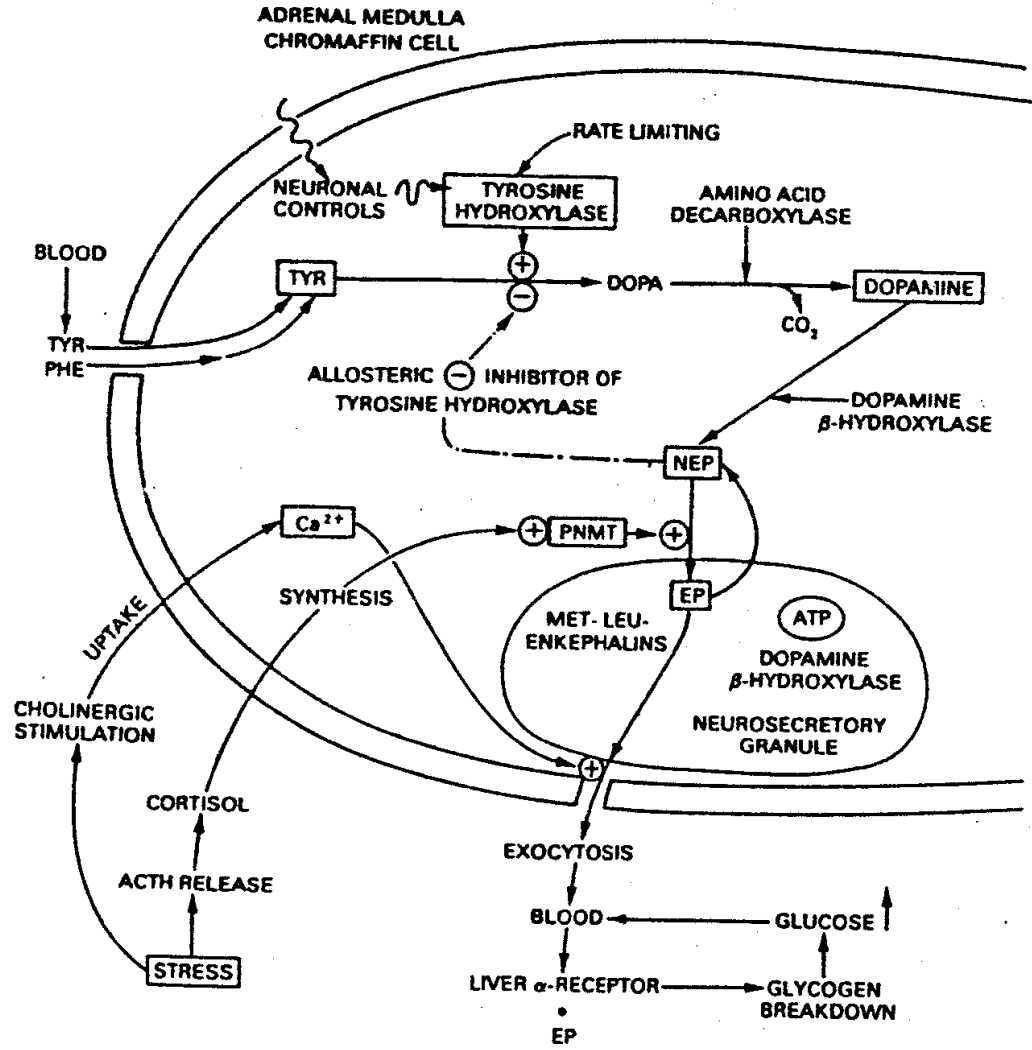 ADRENAL MEDULLA
CHROMAFFIN CELL
RATE LIMITING
NEURONAL
CONTROLS
TYROSINE
HYDROXYLASE
AMINO ACID
DECARBOXYLASE
BLOOD
TYR
PHE
TYR
+
−
DOPA
DOPAMINE
CO₂
ALLOSTERIC − INHIBITOR OF
TYROSINE HYDROXYLASE
DOPAMINE
β-HYDROXYLASE
NEP
Ca²⁺
+ PNMT +
SYNTHESIS
EP
UPTAKE
MET- LEU-
ENKEPHALINS
ATP
DOPAMINE
β-HYDROXYLASE
NEUROSECRETORY
GRANULE
CHOLINERGIC
STIMULATION
+
CORTISOL
EXOCYTOSIS
ACTH RELEASE
BLOOD
GLUCOSE
STRESS
LIVER α-RECEPTOR
•
EP
GLYCOGEN
BREAKDOWN